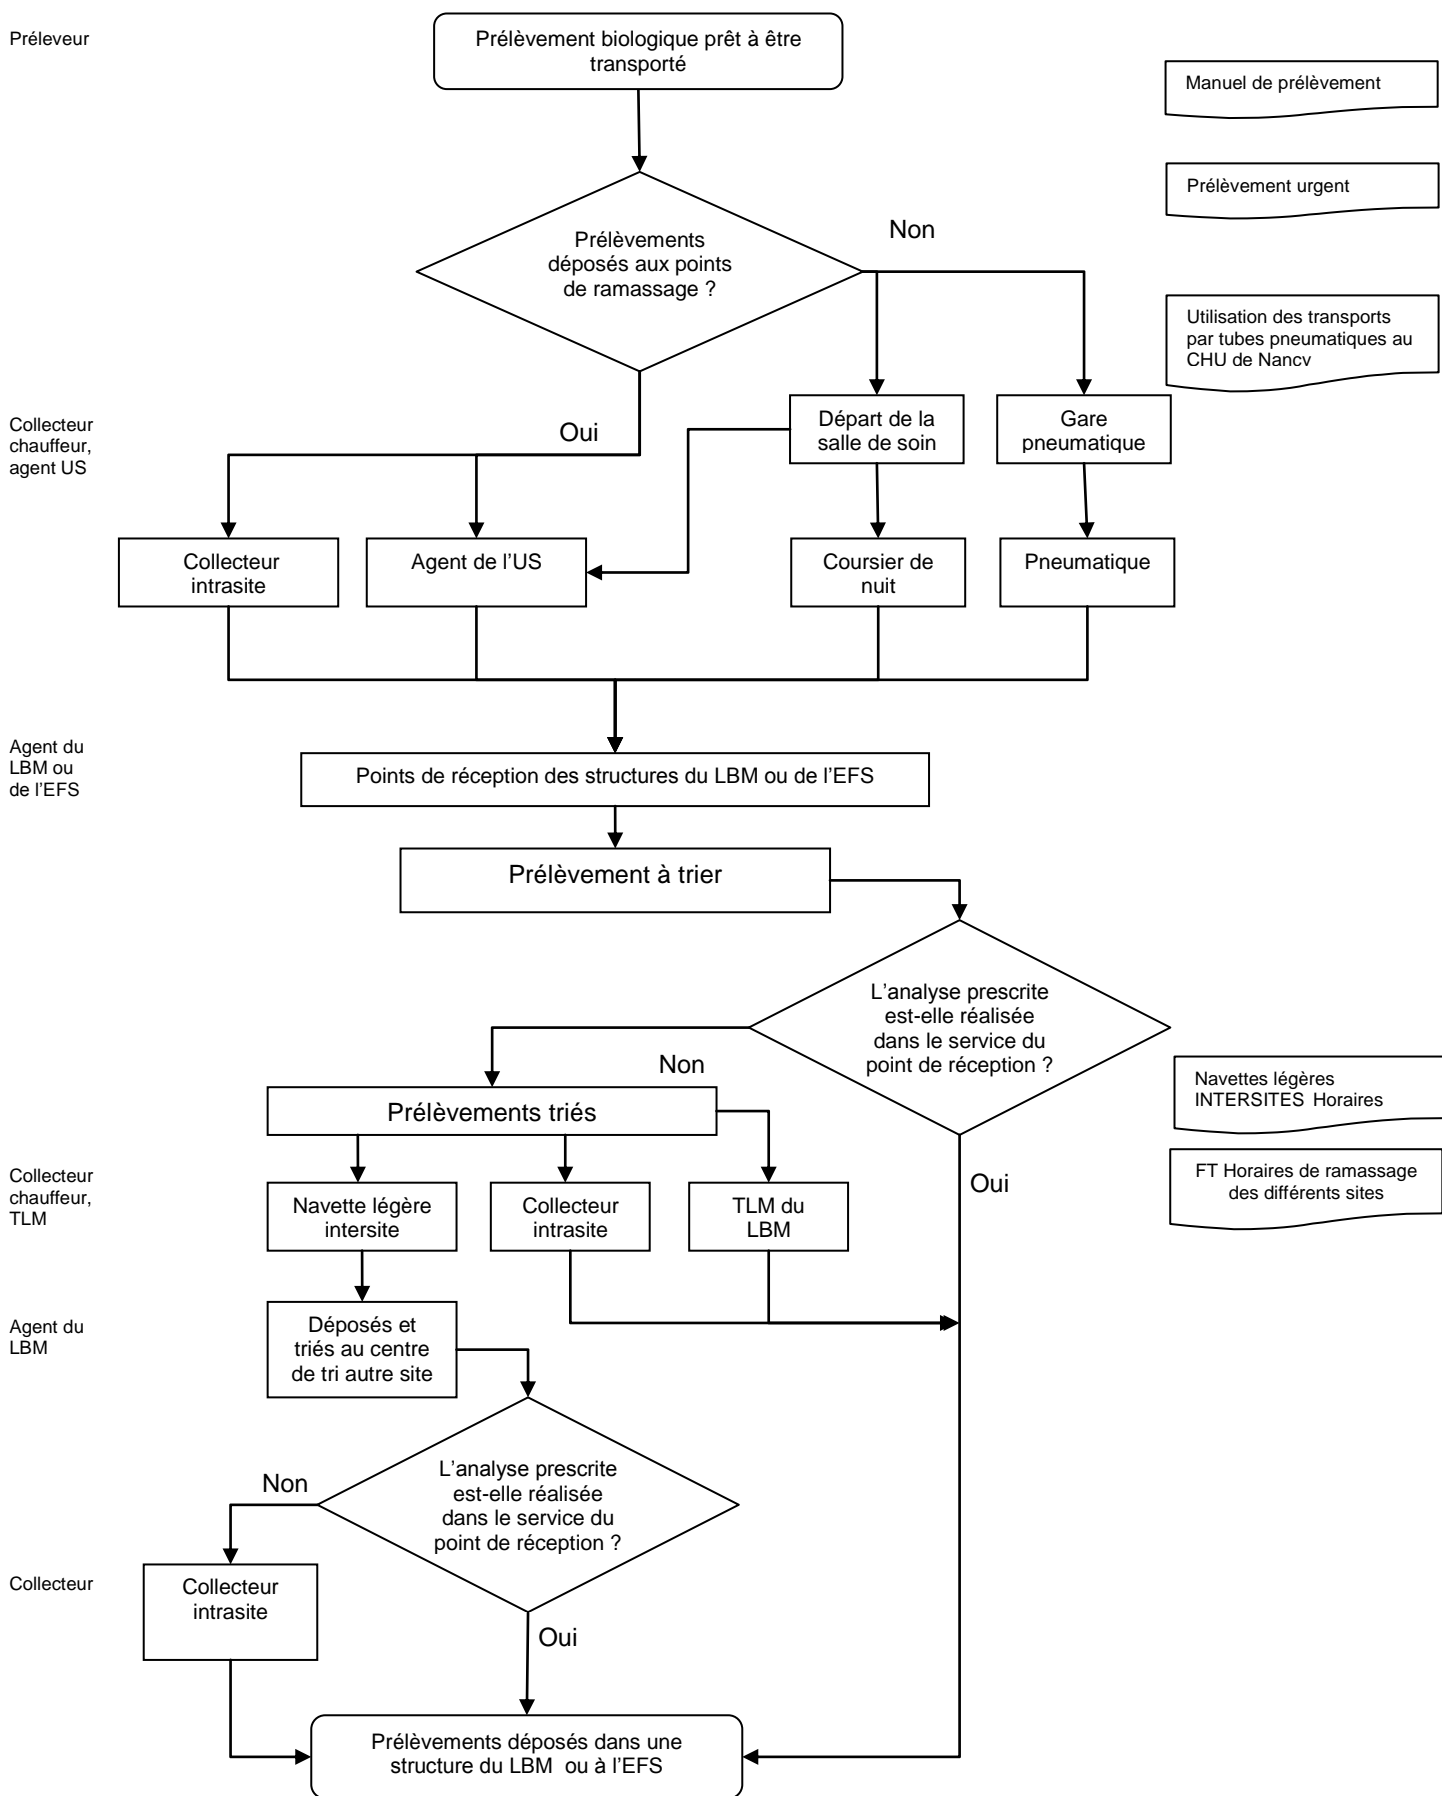 Préleveur
Prélèvement biologique prêt à être
transporté
Manuel de prélèvement
Prélèvement urgent
Non
Prélèvements
déposés aux points
de ramassage ?
Utilisation des transports
par tubes pneumatiques au
CHU de Nancy
Collecteur
chauffeur,
agent US
Oui
Départ de la
salle de soin
Gare
pneumatique
Collecteur
intrasite
Agent de l’US
Coursier de
nuit
Pneumatique
Agent du
LBM ou
de l’EFS
Points de réception des structures du LBM ou de l’EFS
Prélèvement à trier
L’analyse prescrite
est-elle réalisée
dans le service du
point de réception ?
Non
Navettes légères
INTERSITES Horaires
Prélèvements triés
Collecteur
chauffeur,
TLM
Navette légère
intersite
Collecteur
intrasite
TLM du
LBM
Oui
FT Horaires de ramassage
des différents sites
Agent du
LBM
Déposés et
triés au centre
de tri autre site
Non
L’analyse prescrite
est-elle réalisée
dans le service du
point de réception ?
Collecteur
Collecteur
intrasite
Oui
Prélèvements déposés dans une
structure du LBM ou à l’EFS